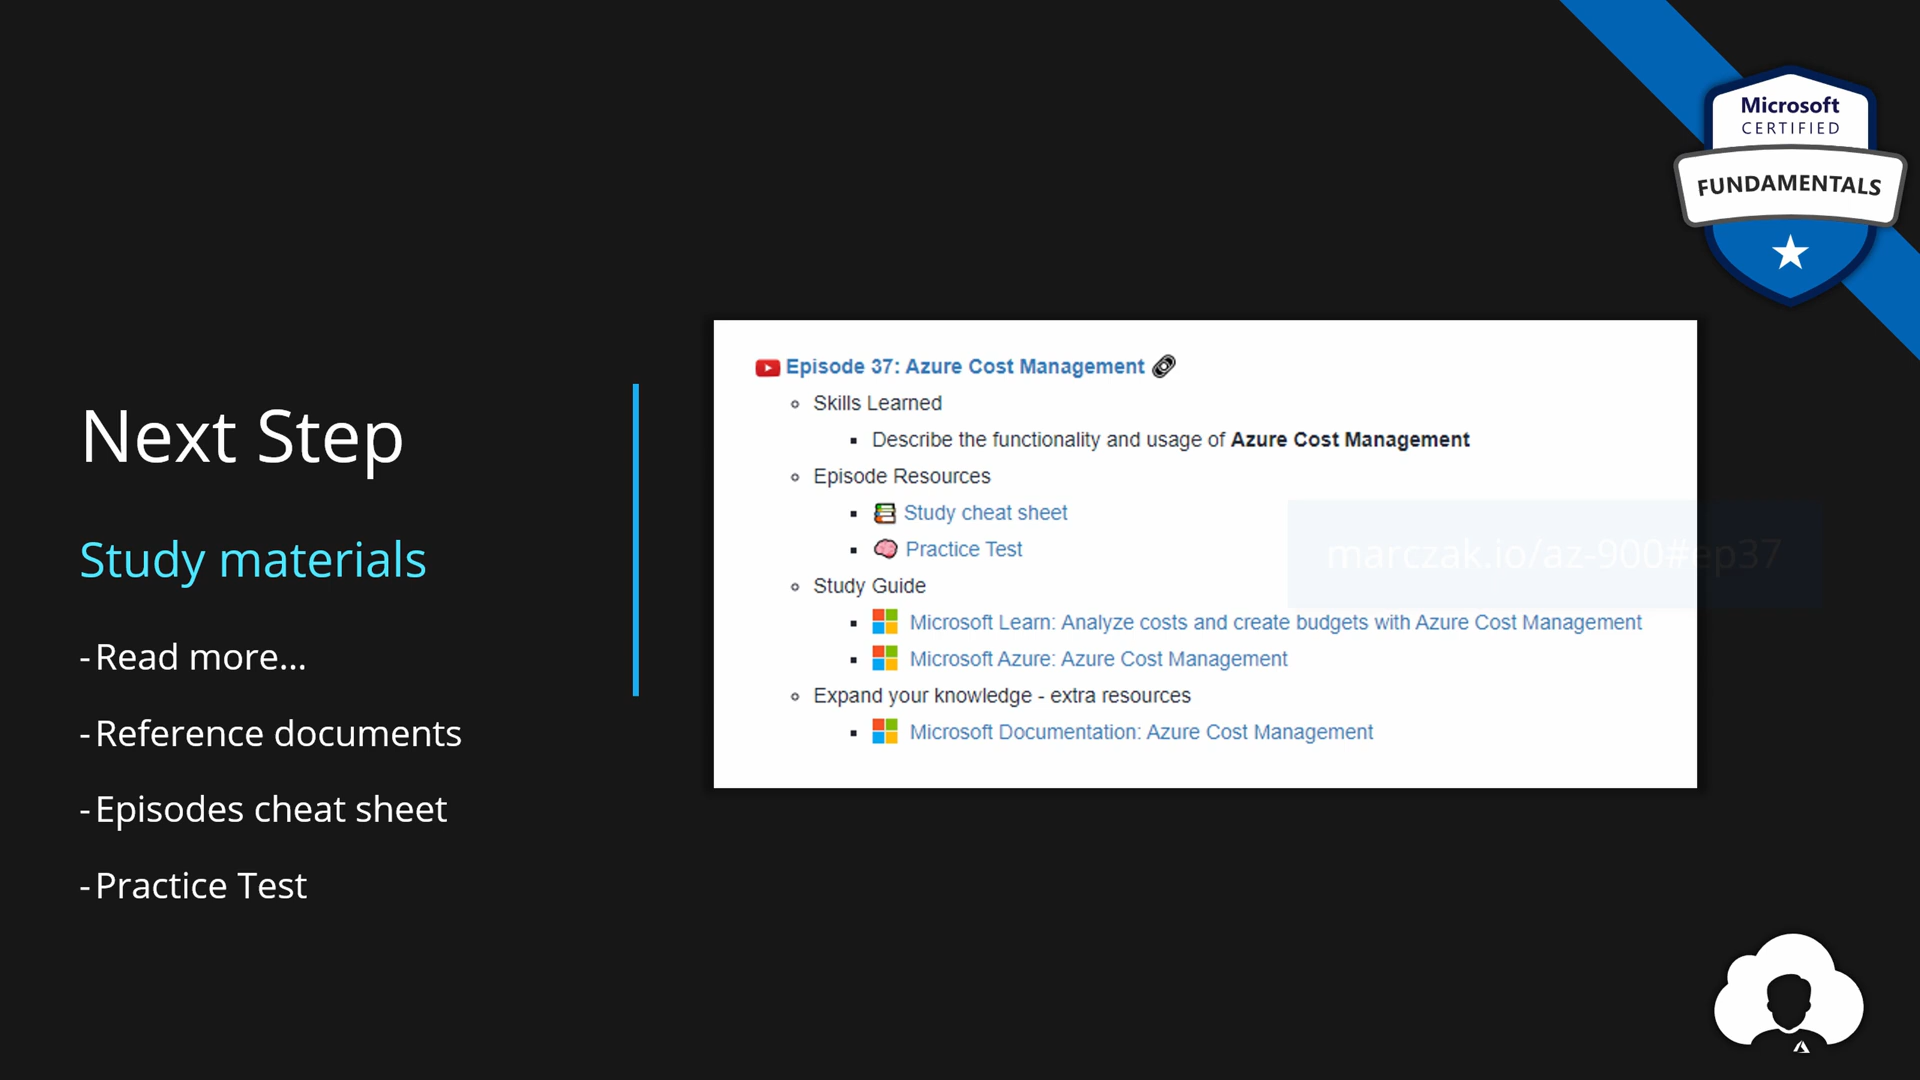 Microsoft
CERTIFIED
FUNDAMENTALS
Next Step
Study materials
- Read more...
- Reference documents
- Episodes cheat sheet
- Practice Test
Episode 37: Azure Cost Management
Skills Learned
Describe the functionality and usage of Azure Cost Management
Episode Resources
Study cheat sheet
Practice Test
Study Guide
Microsoft Learn: Analyze costs and create budgets with Azure Cost Management
Microsoft Azure: Azure Cost Management
Expand your knowledge - extra resources
Microsoft Documentation: Azure Cost Management
marczak.io/az-900#ep37